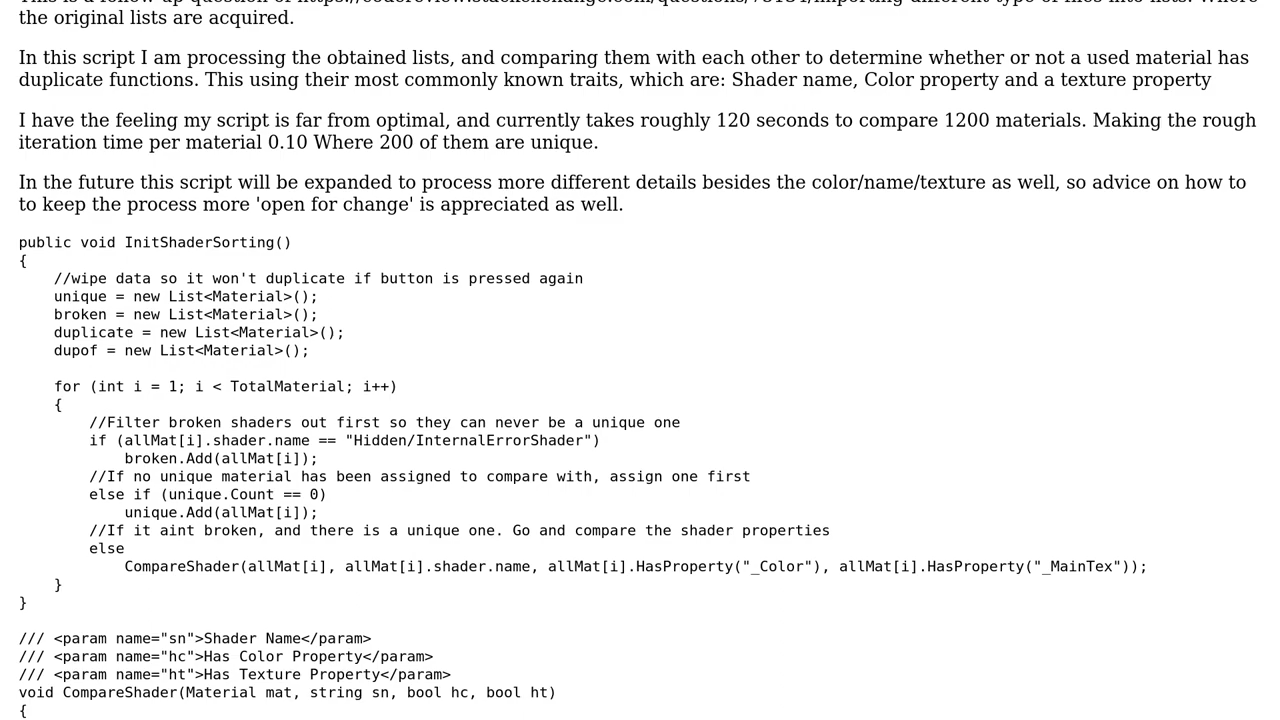 the original lists are acquired.
In this script I am processing the obtained lists, and comparing them with each other to determine whether or not a used material has
duplicate functions. This using their most commonly known traits, which are: Shader name, Color property and a texture property
I have the feeling my script is far from optimal, and currently takes roughly 120 seconds to compare 1200 materials. Making the rough
iteration time per material 0.10 Where 200 of them are unique.
In the future this script will be expanded to process more different details besides the color/name/texture as well, so advice on how to
to keep the process more 'open for change' is appreciated as well.
public void InitShaderSorting()
{
    //wipe data so it won't duplicate if button is pressed again
    unique = new List<Material>();
    broken = new List<Material>();
    duplicate = new List<Material>();
    dupof = new List<Material>();
    for (int i = 1; i < TotalMaterial; i++)
    {
        //Filter broken shaders out first so they can never be a unique one
        if (allMat[i].shader.name == "Hidden/InternalErrorShader")
            broken.Add(allMat[i]);
        //If no unique material has been assigned to compare with, assign one first
        else if (unique.Count == 0)
            unique.Add(allMat[i]);
        //If it aint broken, and there is a unique one. Go and compare the shader properties
        else
            CompareShader(allMat[i], allMat[i].shader.name, allMat[i].HasProperty("_Color"), allMat[i].HasProperty("_MainTex"));
    }
}
/// <param name="sn">Shader Name</param>
/// <param name="hc">Has Color Property</param>
/// <param name="ht">Has Texture Property</param>
void CompareShader(Material mat, string sn, bool hc, bool ht)
{